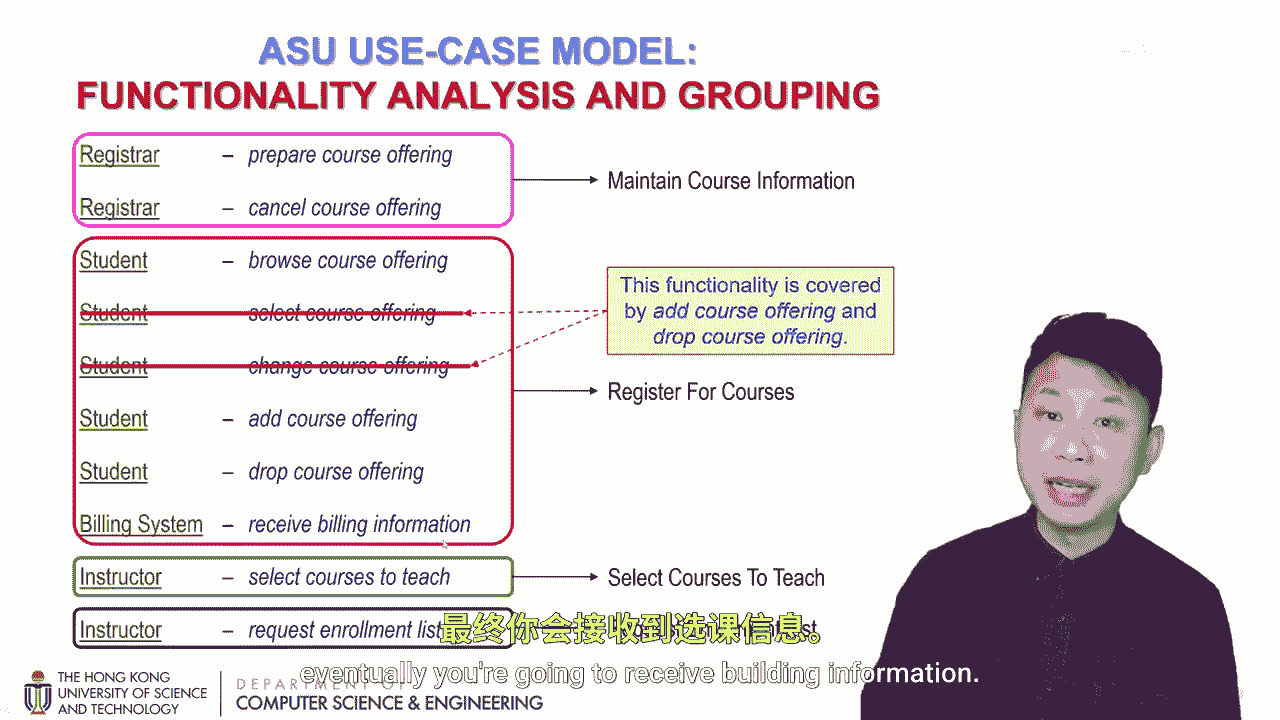 ASU USE-CASE MODEL:
FUNCTIONALITY ANALYSIS AND GROUPING
Registrar – prepare course offering
Maintain Course Information
Registrar – cancel course offering
Student – browse course offering
This functionality is covered
by add course offering and
drop course offering.
Student select course offering
Student change course offering
Register For Courses
Student – add course offering
Student – drop course offering
Billing System – receive billing information
Instructor – select courses to teach
Select Courses To Teach
Instructor – request enrollment list
最终你会接收到选课信息。
eventually you're going to receive building information.
THE HONG KONG
UNIVERSITY OF SCIENCE
AND TECHNOLOGY
DEPARTMENT OF
COMPUTER SCIENCE & ENGINEERING